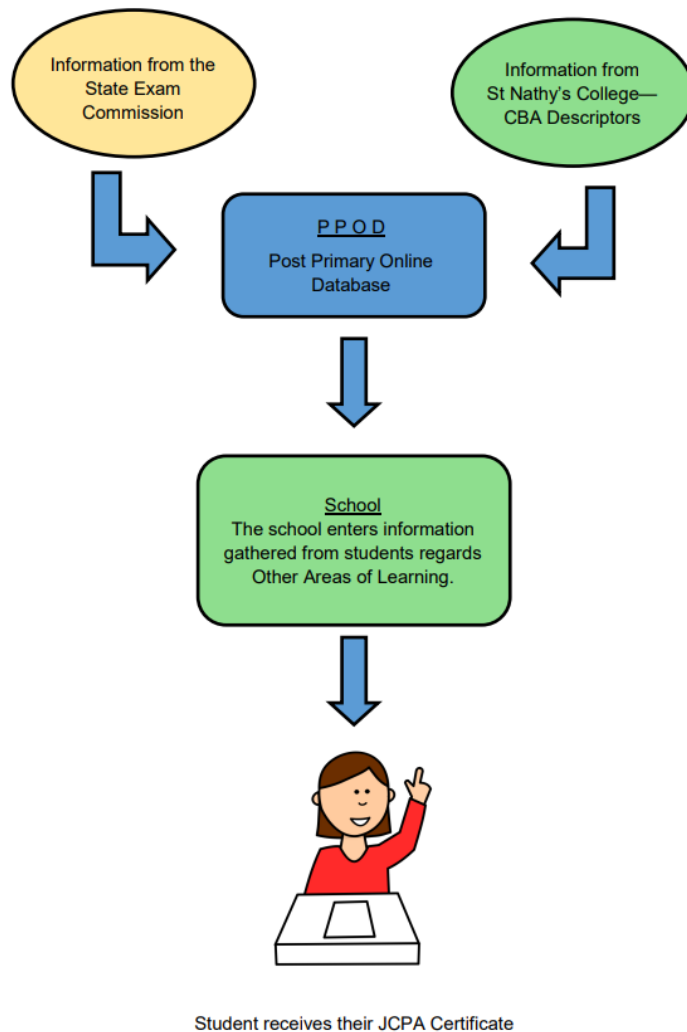 Information from the
State Exam
Commission
Information from
St Nathy's College—
CBA Descriptors
P P O D
Post Primary Online
Database
School
The school enters information
gathered from students regards
Other Areas of Learning.
Student receives their JCPA Certificate